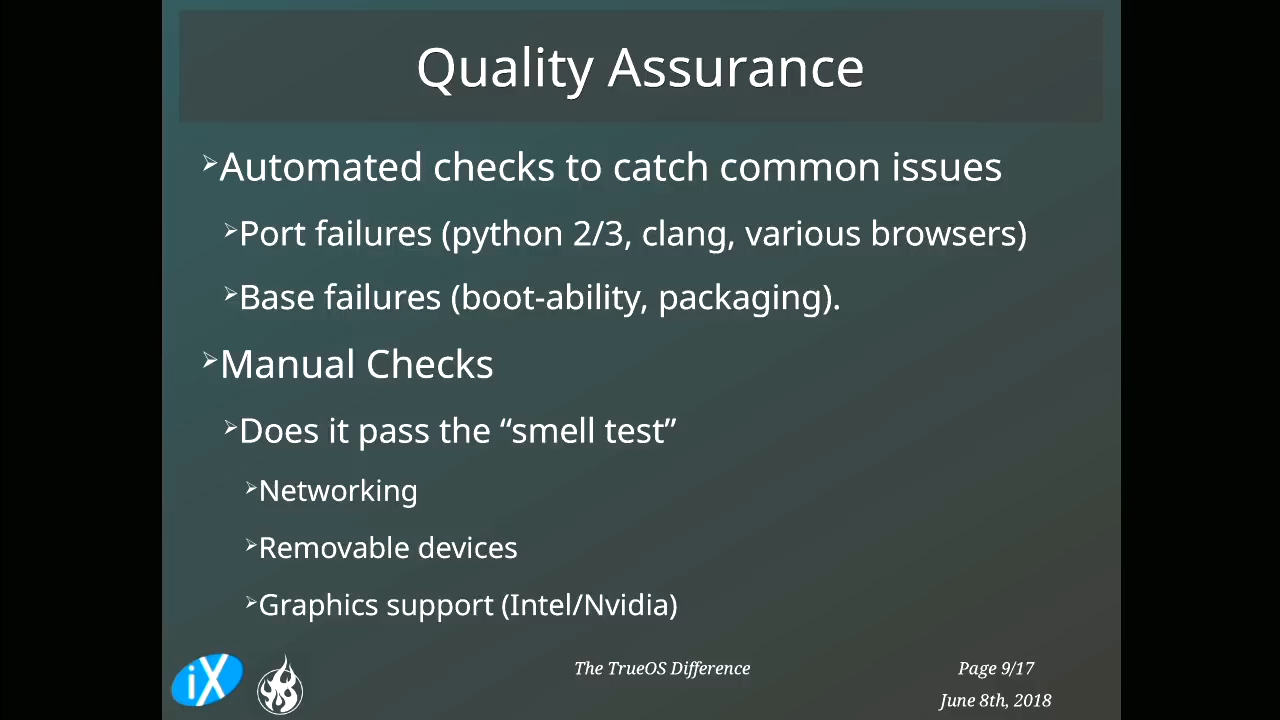 Quality Assurance
➢Automated checks to catch common issues
➢Port failures (python 2/3, clang, various browsers)
➢Base failures (boot-ability, packaging).
➢Manual Checks
➢Does it pass the “smell test”
➢Networking
➢Removable devices
➢Graphics support (Intel/Nvidia)
iX
The TrueOS Difference
Page 9/17
June 8th, 2018